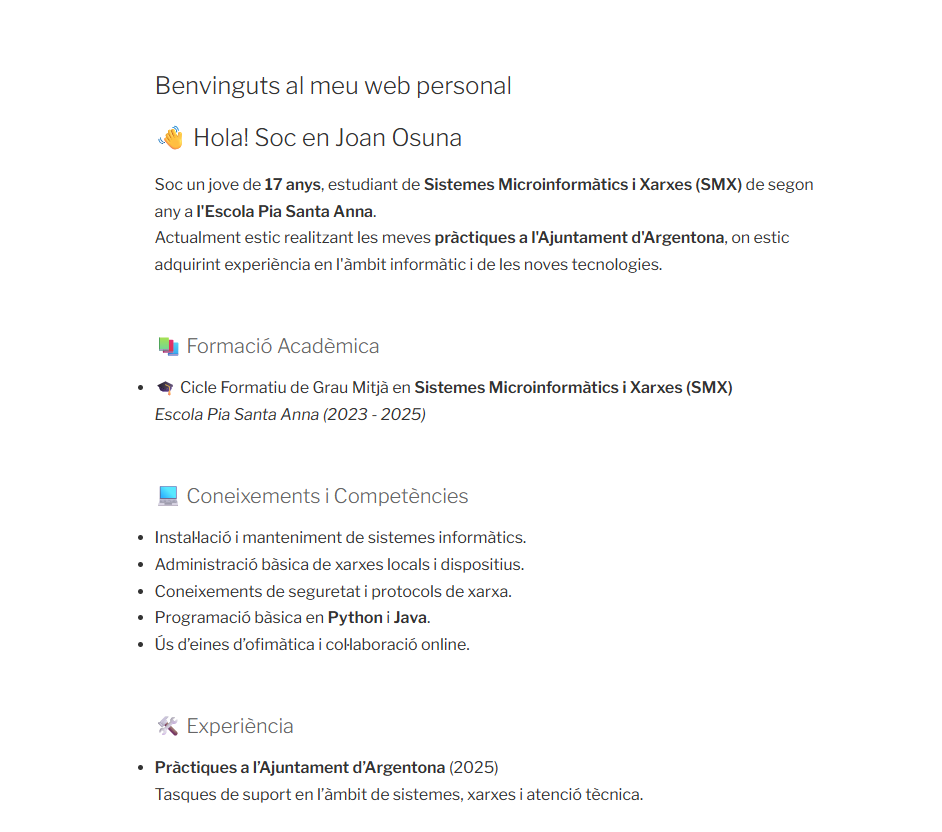 Benvinguts al meu web personal
👋 Hola! Soc en Joan Osuna
Soc un jove de 17 anys, estudiant de Sistemes Microinformàtics i Xarxes (SMX) de segon
any a l'Escola Pia Santa Anna.
Actualment estic realitzant les meves pràctiques a l'Ajuntament d'Argentona, on estic
adquirint experiència en l'àmbit informàtic i de les noves tecnologies.
📚 Formació Acadèmica
• 🎓 Cicle Formatiu de Grau Mitjà en Sistemes Microinformàtics i Xarxes (SMX)
Escola Pia Santa Anna (2023 - 2025)
💻 Coneixements i Competències
• Instal·lació i manteniment de sistemes informàtics.
• Administració bàsica de xarxes locals i dispositius.
• Coneixements de seguretat i protocols de xarxa.
• Programació bàsica en Python i Java.
• Ús d’eines d’ofimàtica i col·laboració online.
🛠️ Experiència
• Pràctiques a l’Ajuntament d’Argentona (2025)
Tasques de suport en l’àmbit de sistemes, xarxes i atenció tècnica.